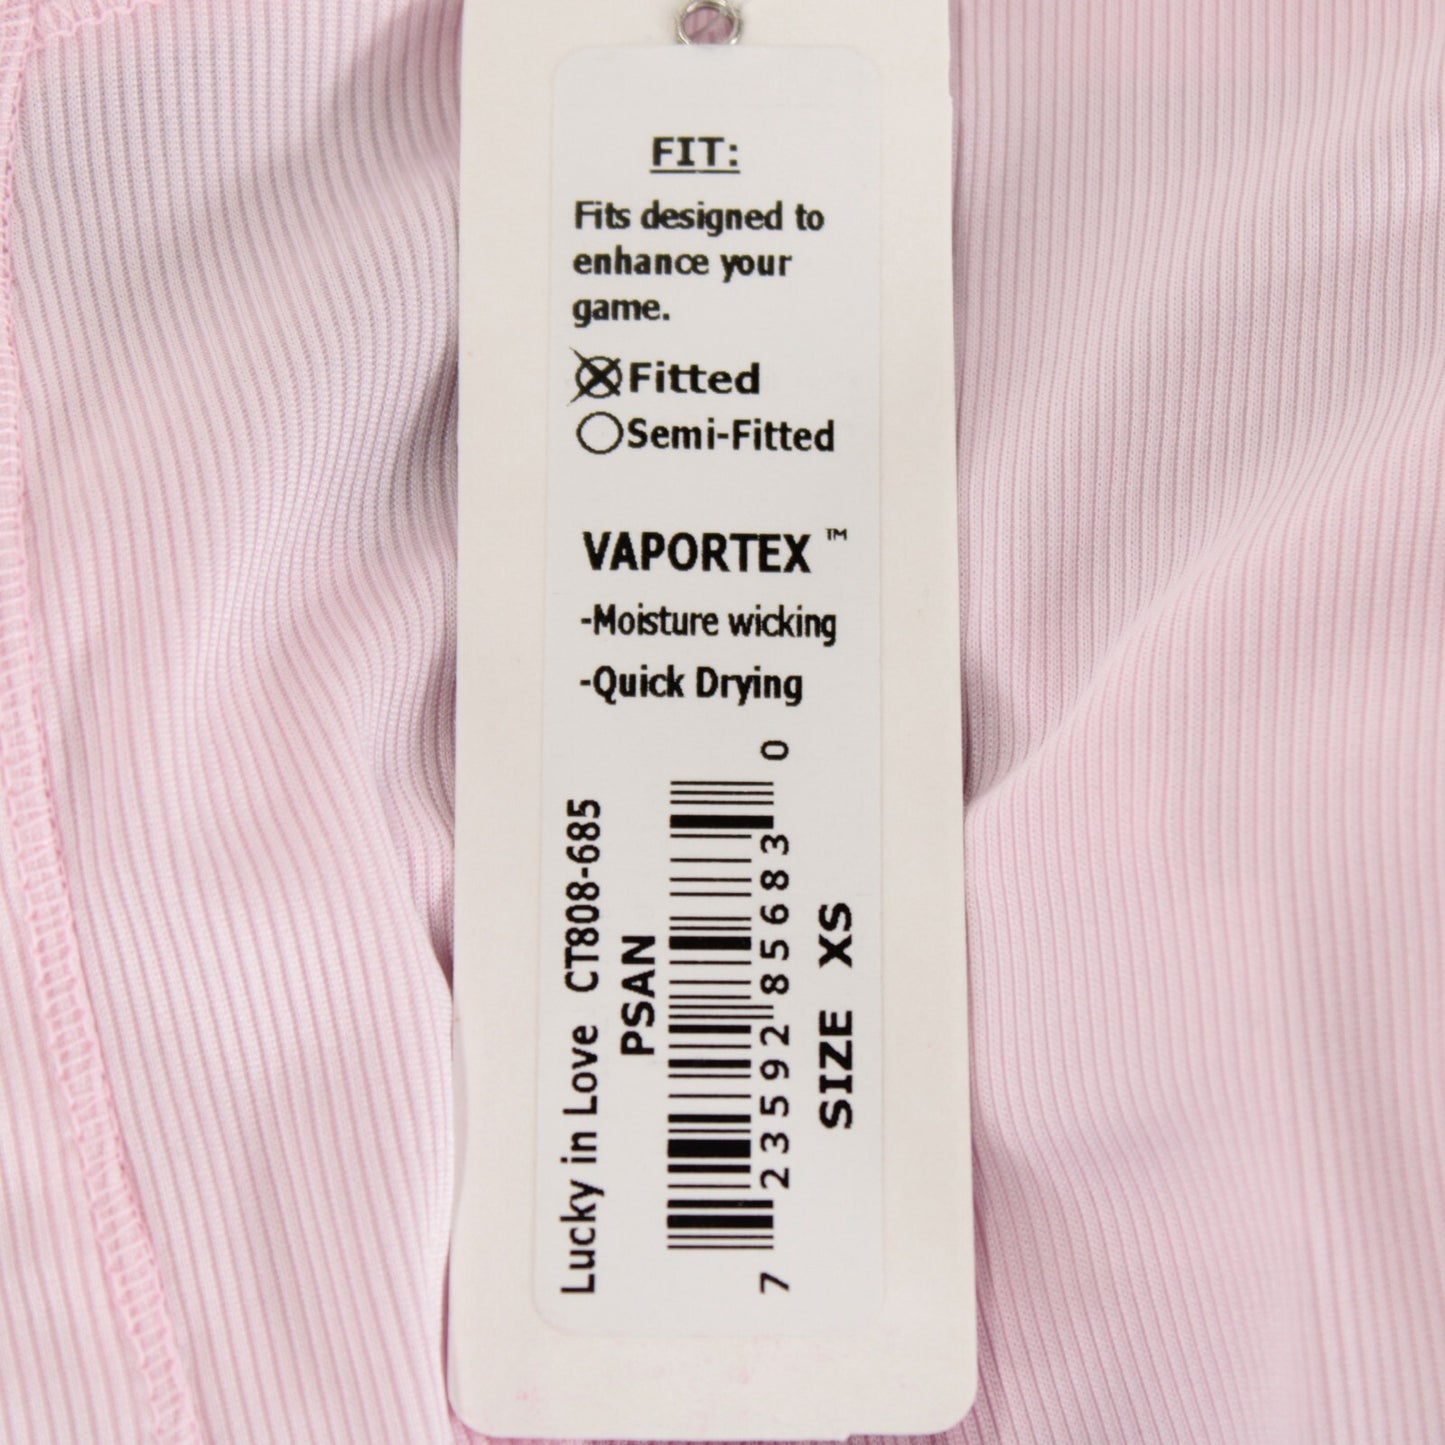 FIT:
Fits designed to
enhance your
game.
Fitted
Semi-Fitted
VAPORTEX ™
-Moisture wicking
-Quick Drying
Lucky in Love CT808-685
PSAN
7 23592 85683 0
SIZE XS